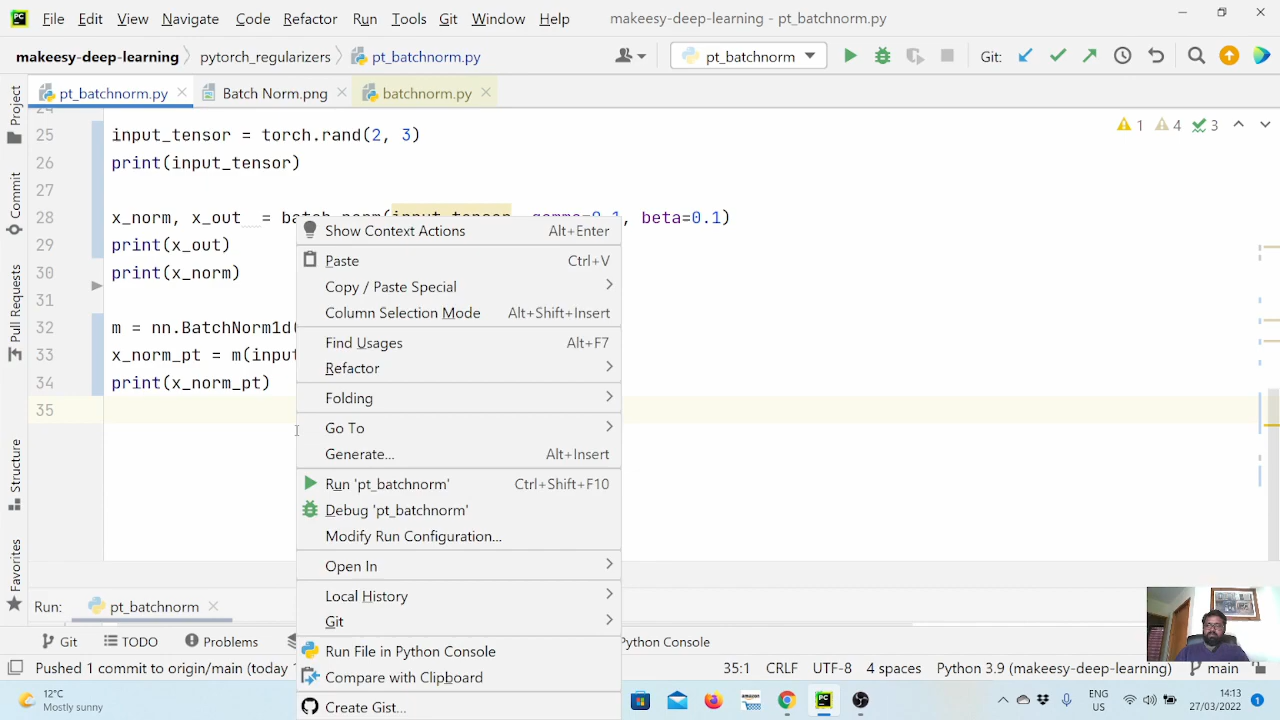 PC File Edit View Navigate Code Refactor Run Tools Git Window Help makeesy-deep-learning - pt_batchnorm.py
makeesy-deep-learning pytorch_regularizers pt_batchnorm.py pt_batchnorm Git:
pt_batchnorm.py Batch Norm.png batchnorm.py
Project
Commit
Pull Requests
Structure
Favorites
24
25 input_tensor = torch.rand(2, 3)
1 4 3
26 print(input_tensor)
27
28 x_norm, x_out = batch_norm(input_tensor, gamma=0.1, beta=0.1)
29 print(x_out)
30 print(x_norm)
31
32 m = nn.BatchNorm1d(
33 x_norm_pt = m(input
34 print(x_norm_pt)
35
Show Context Actions Alt+Enter
Paste Ctrl+V
Copy / Paste Special
Column Selection Mode Alt+Shift+Insert
Find Usages Alt+F7
Refactor
Folding
Go To
Generate... Alt+Insert
Run 'pt_batchnorm' Ctrl+Shift+F10
Debug 'pt_batchnorm'
Modify Run Configuration...
Open In
Local History
Git
Run File in Python Console
Compare with Clipboard
Create Gist...
Run: pt_batchnorm
Git TODO Problems Python Console
Pushed 1 commit to origin/main (today 35:1 CRLF UTF-8 4 spaces (makeesy-deep-learning) main
12°C
Mostly sunny
ENG
US
14:13
27/03/2022
1